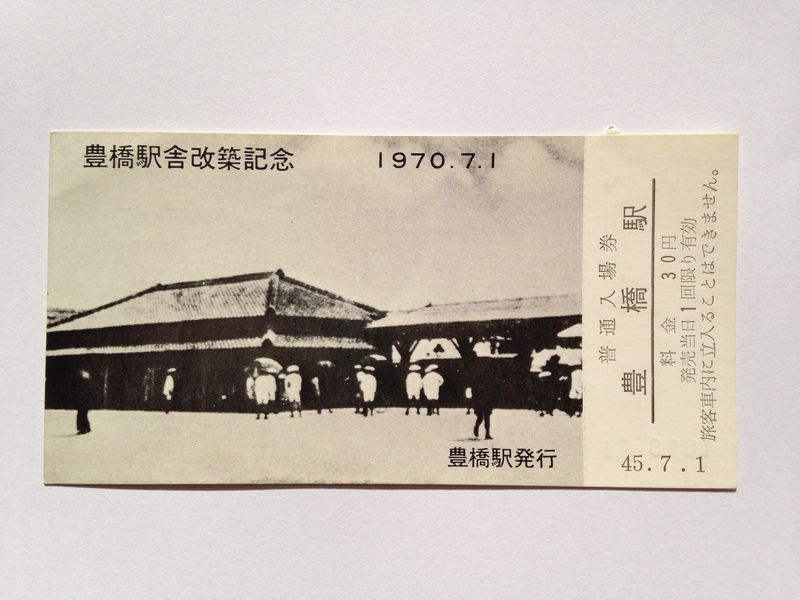 豊橋駅舎改築記念 1970.7.1
豊橋駅発行
普通入場券
豊橋駅
料金 30円
発売当日1回限り有効
旅客車内に立入ることはできません。
45.7.1